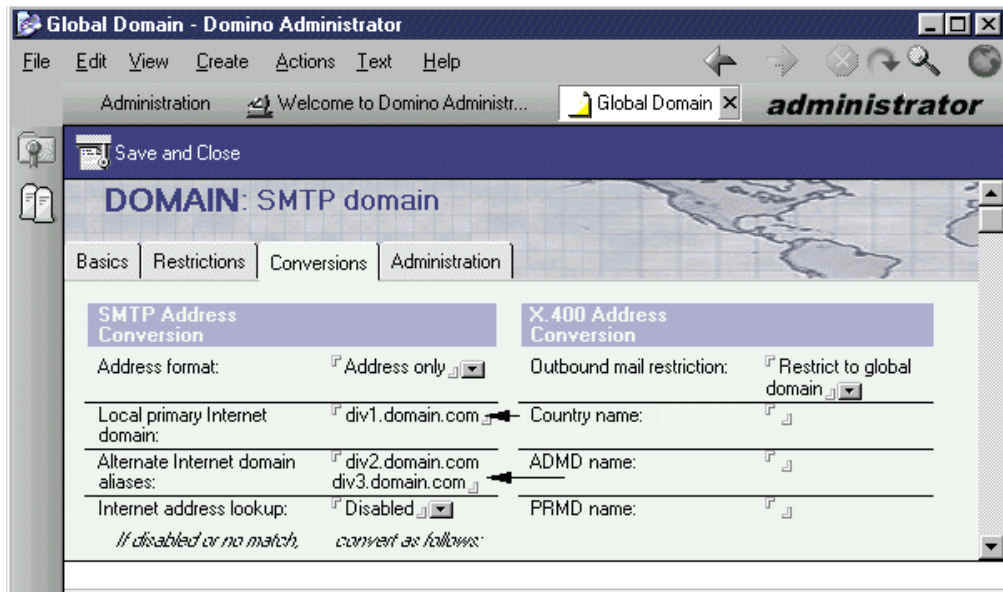 Global Domain - Domino Administrator
File Edit View Create Actions Text Help
Administration Welcome to Domino Administr... Global Domain administrator
Save and Close
DOMAIN: SMTP domain
Basics Restrictions Conversions Administration
SMTP Address
Conversion
X.400 Address
Conversion
Address format: Address only
Outbound mail restriction: Restrict to global
domain
Local primary Internet
domain:
div1.domain.com
Country name:
Alternate Internet domain
aliases:
div2.domain.com
div3.domain.com
ADMD name:
Internet address lookup: Disabled
PRMD name:
If disabled or no match, convert as follows: